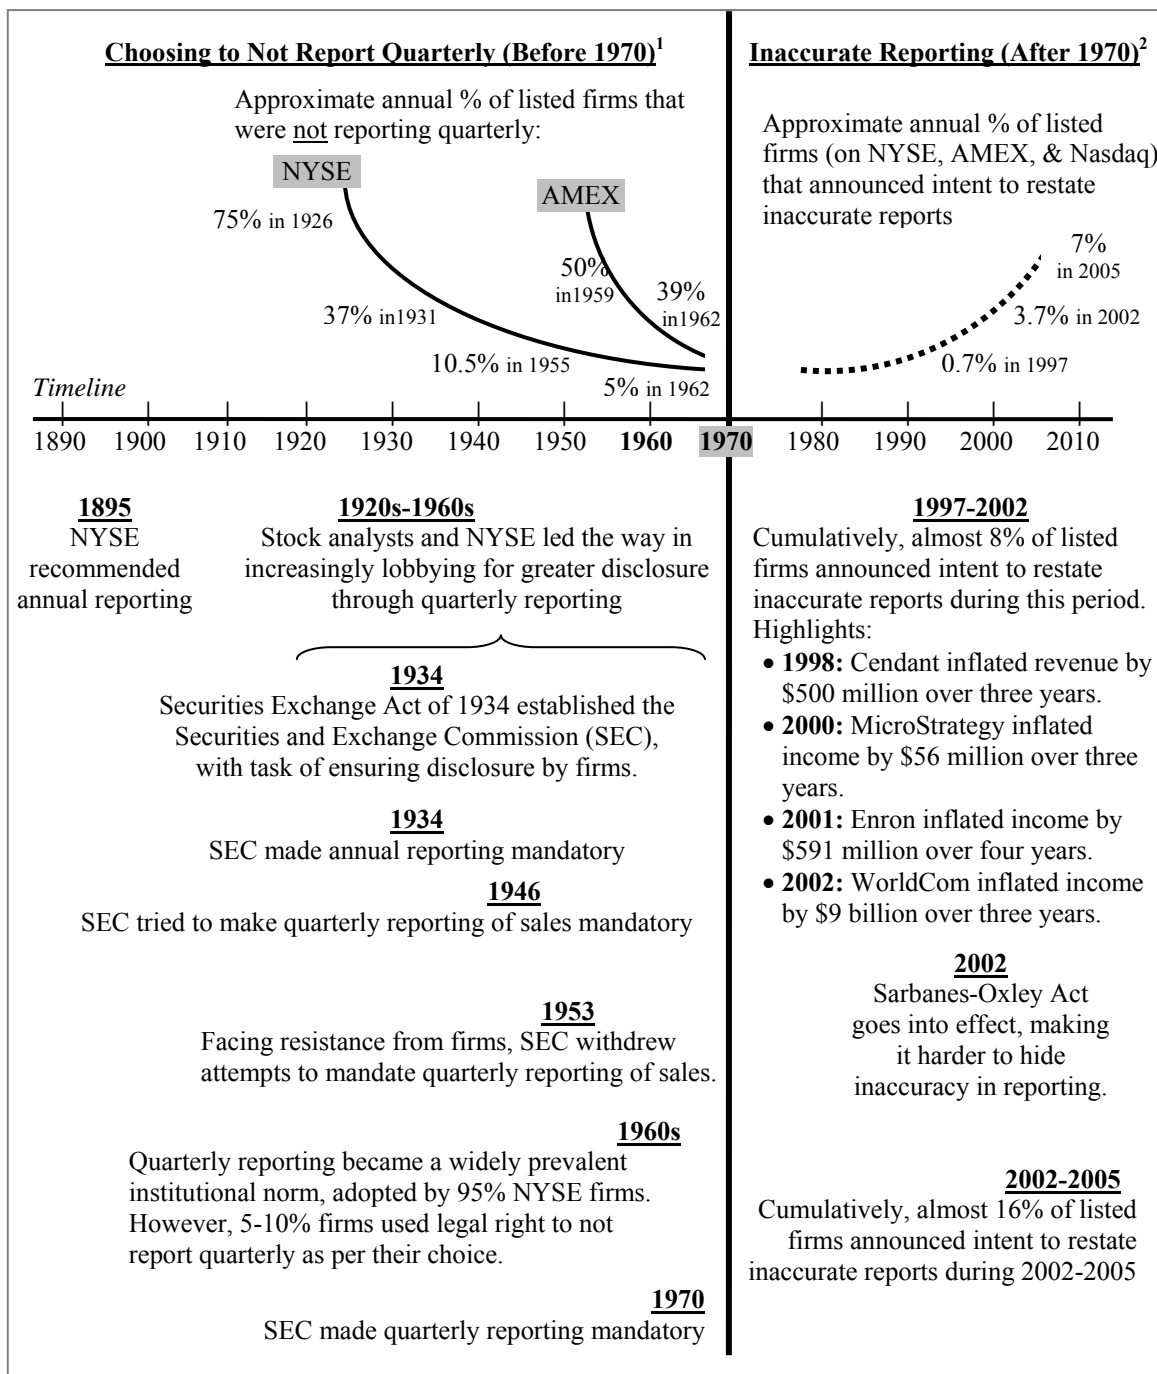 Choosing to Not Report Quarterly (Before 1970)1
Approximate annual % of listed firms that
were not reporting quarterly:
NYSE
AMEX
75% in 1926
50%
in1959
39%
in1962
37% in1931
10.5% in 1955
5% in 1962
Inaccurate Reporting (After 1970)2
Approximate annual % of listed
firms (on NYSE, AMEX, & Nasdaq)
that announced intent to restate
inaccurate reports
7%
in 2005
3.7% in 2002
0.7% in 1997
Timeline
1890 1900 1910 1920 1930 1940 1950 1960 1970 1980 1990 2000 2010
1895
NYSE
recommended
annual reporting
1920s-1960s
Stock analysts and NYSE led the way in
increasingly lobbying for greater disclosure
through quarterly reporting
1934
Securities Exchange Act of 1934 established the
Securities and Exchange Commission (SEC),
with task of ensuring disclosure by firms.
1934
SEC made annual reporting mandatory
1946
SEC tried to make quarterly reporting of sales mandatory
1953
Facing resistance from firms, SEC withdrew
attempts to mandate quarterly reporting of sales.
1960s
Quarterly reporting became a widely prevalent
institutional norm, adopted by 95% NYSE firms.
However, 5-10% firms used legal right to not
report quarterly as per their choice.
1970
SEC made quarterly reporting mandatory
1997-2002
Cumulatively, almost 8% of listed
firms announced intent to restate
inaccurate reports during this period.
Highlights:
• 1998: Cendant inflated revenue by
$500 million over three years.
• 2000: MicroStrategy inflated
income by $56 million over three
years.
• 2001: Enron inflated income by
$591 million over four years.
• 2002: WorldCom inflated income
by $9 billion over three years.
2002
Sarbanes-Oxley Act
goes into effect, making
it harder to hide
inaccuracy in reporting.
2002-2005
Cumulatively, almost 16% of listed
firms announced intent to restate
inaccurate reports during 2002-2005